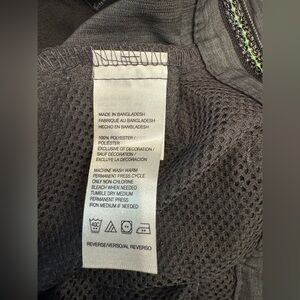 MADE IN BANGLADESH
FABRIQUÉ AU BANGLADESH
HECHO EN BANGLADESH
100% POLYESTER /
POLIÉSTER
EXCLUSIVE OF DECORATION /
SAUF DÉCORATION /
EXCLUYE LA DECORACIÓN
MACHINE WASH WARM
PERMANENT PRESS CYCLE
ONLY NON-CHLORINE
BLEACH WHEN NEEDED
TUMBLE DRY MEDIUM
PERMANENT PRESS
IRON MEDIUM IF NEEDED
REVERSE/VERSO/AL REVERSO